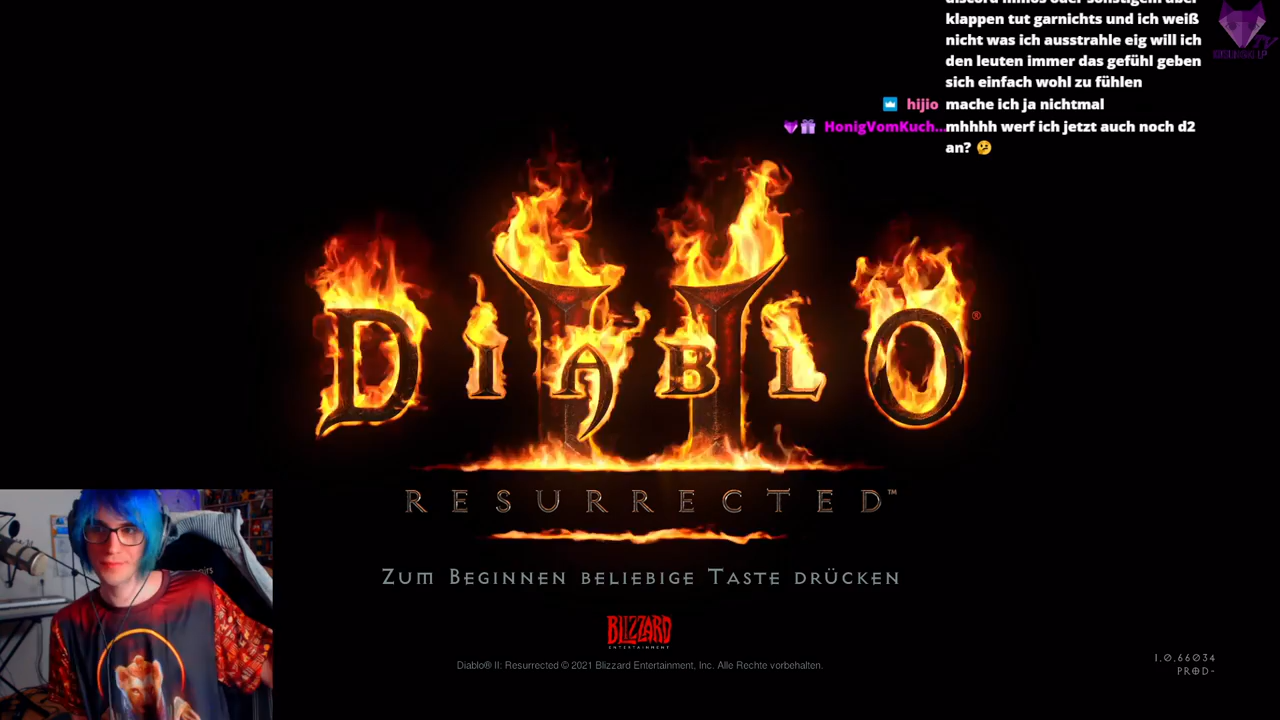 klappen tut garnichts und ich weiß
nicht was ich ausstrahle eig will ich
den leuten immer das gefühl geben
sich einfach wohl zu fühlen
hijio mache ich ja nichtmal
HonigVomKuch... mhhhh werf ich jetzt auch noch d2
an? 🤔
DIABLO II ®
RESURRECTED™
Zum Beginnen beliebige Taste drücken
BLIZZARD
ENTERTAINMENT
Diablo® II: Resurrected © 2021 Blizzard Entertainment, Inc. Alle Rechte vorbehalten.
1.0.66034
PROD-